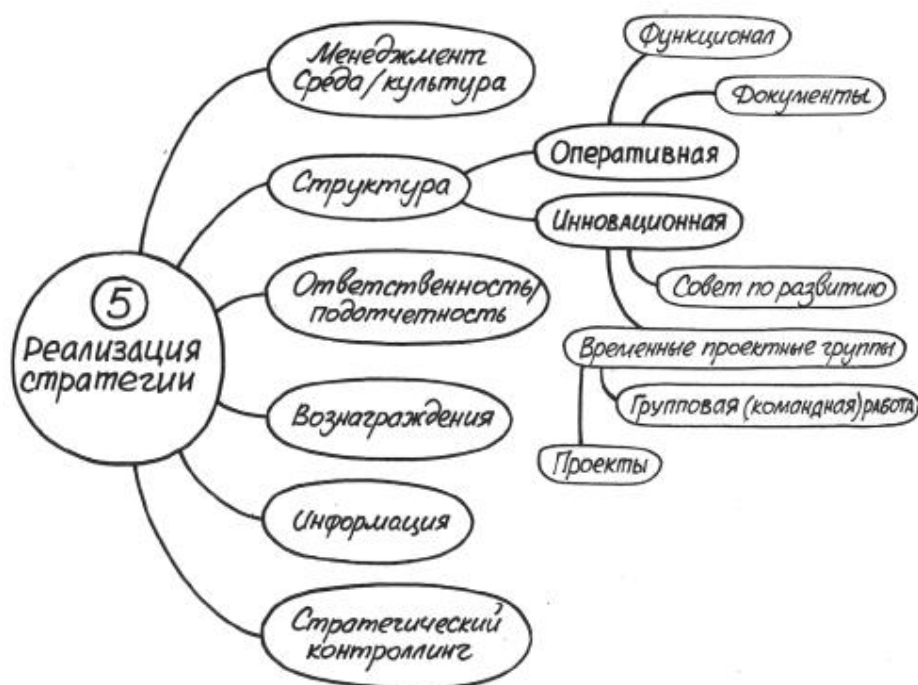 5
Реализация
стратегии
Менеджмент
Среда/культура
Структура
Оперативная
Функционал
Документы
Инновационная
Совет по развитию
Временные проектные группы
Групповая (командная) РАБОТА
Проекты
Ответственность/
подотчетность
Вознаграждения
Информация
Стратегический
контроллинг